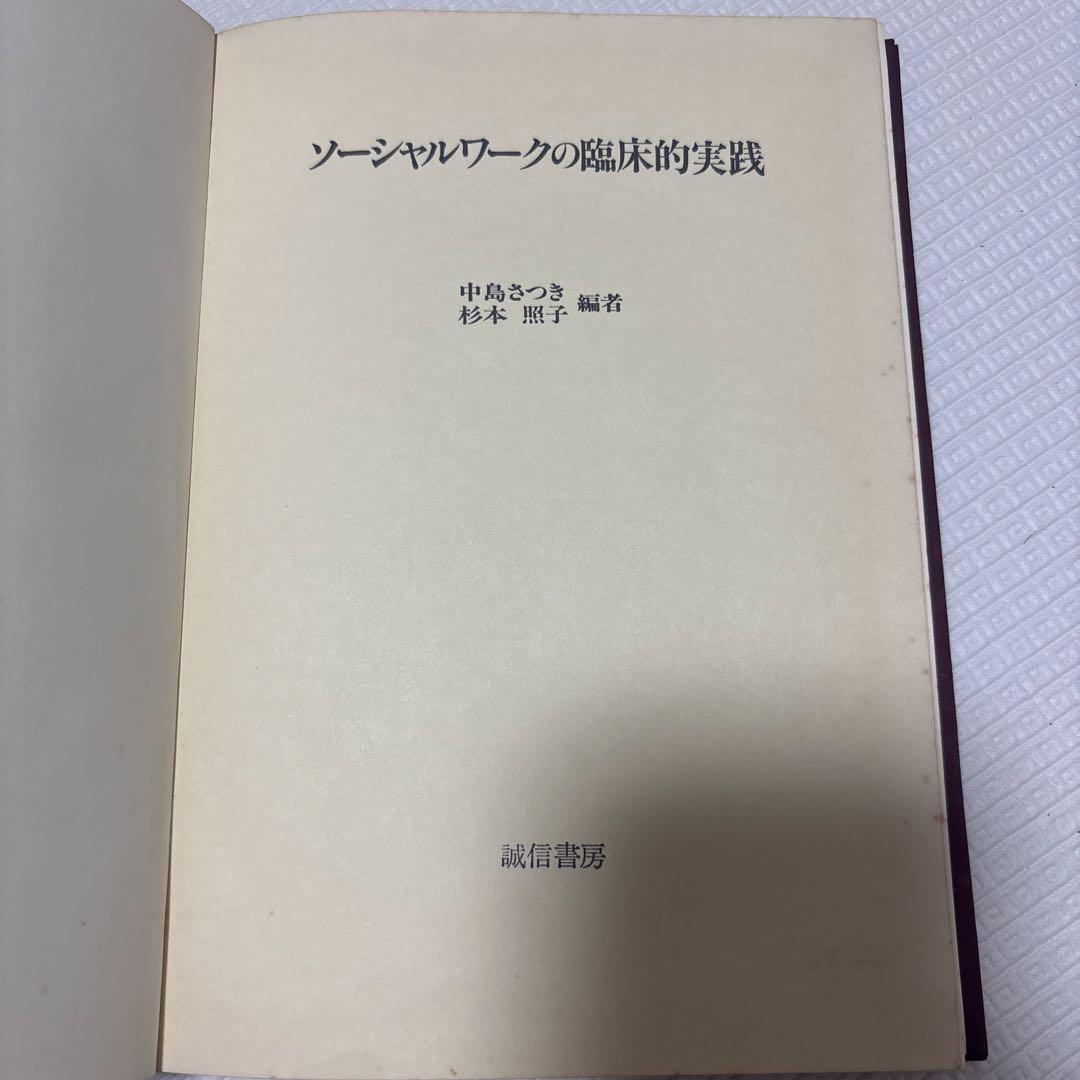 ソーシャルワークの臨床的実践
中島さつき
杉本 照子 編者
誠信書房